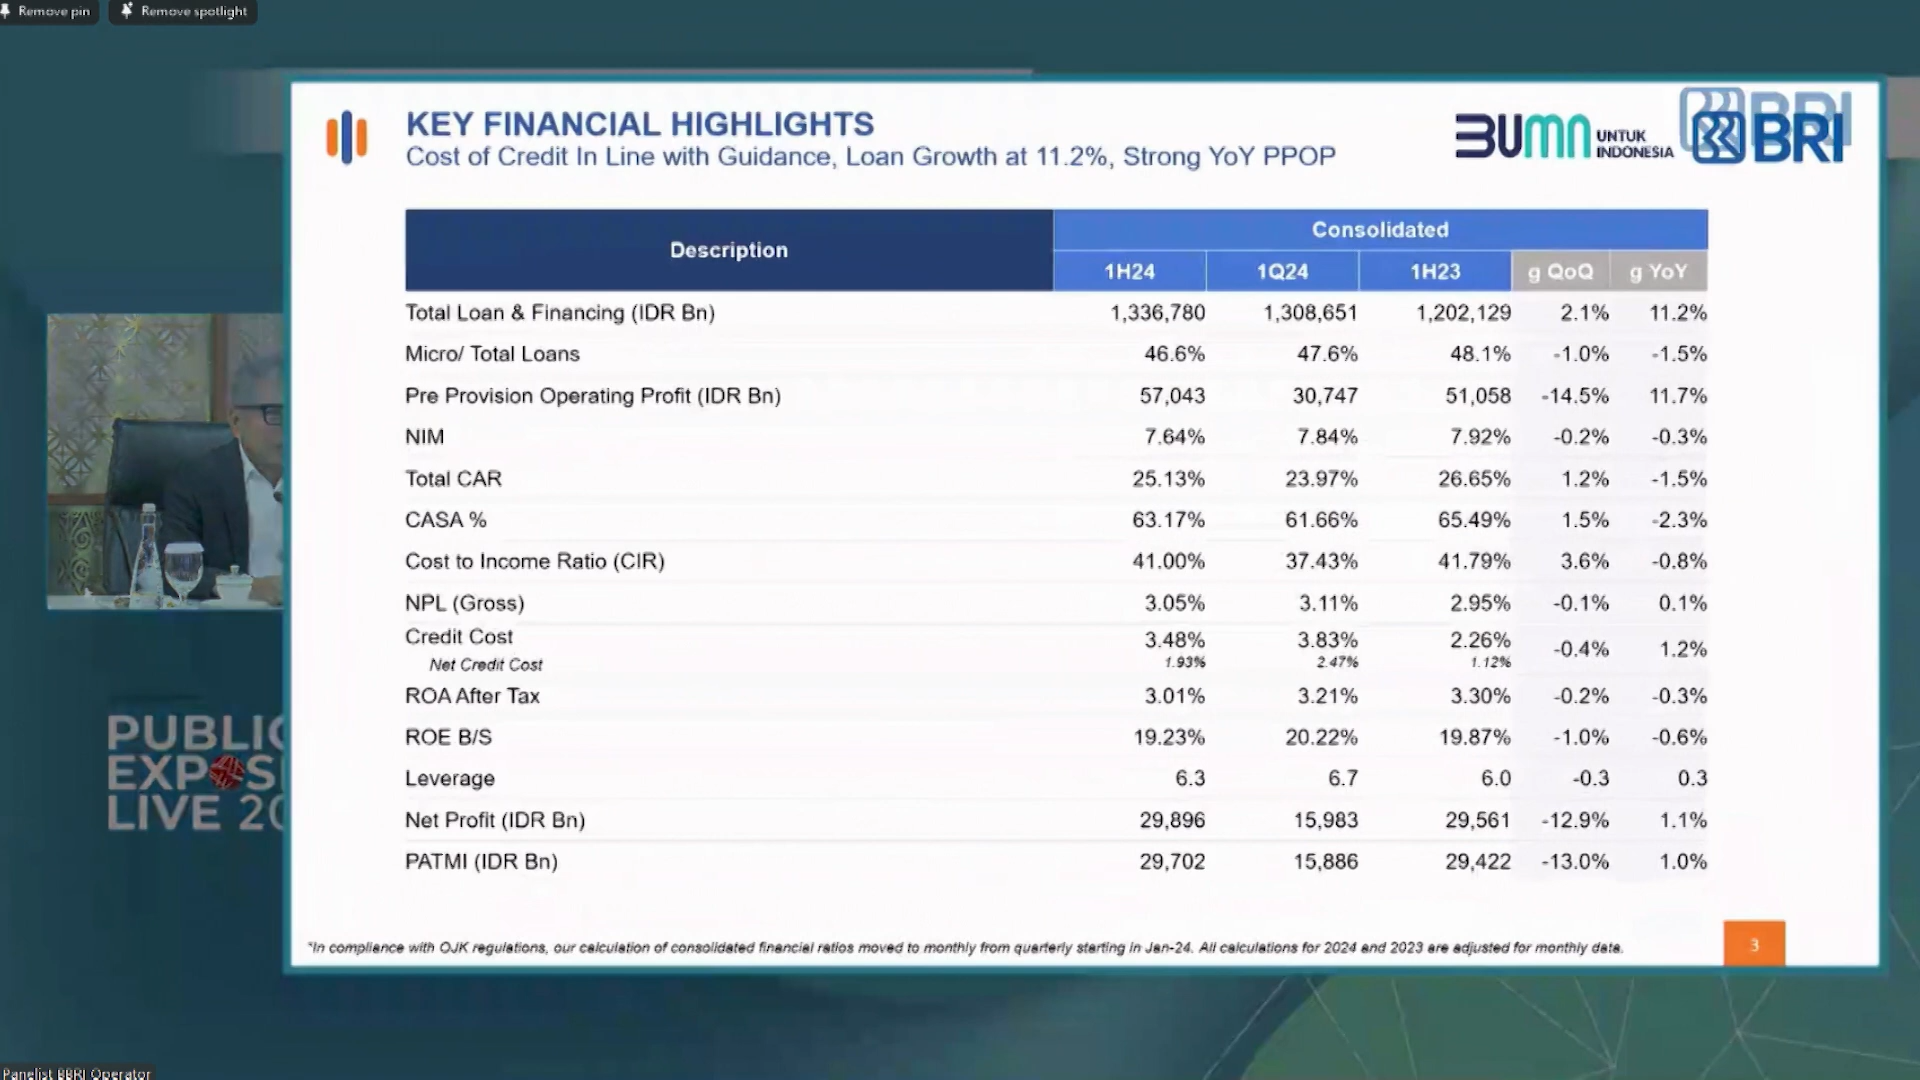 Remove pin
Remove spotlight
KEY FINANCIAL HIGHLIGHTS
Cost of Credit In Line with Guidance, Loan Growth at 11.2%, Strong YoY PPOP
BUMN UNTUK INDONESIA
BRI
BRI
Description
Consolidated
1H24 1Q24 1H23 g QoQ g YoY
Total Loan & Financing (IDR Bn) 1,336,780 1,308,651 1,202,129 2.1% 11.2%
Micro/ Total Loans 46.6% 47.6% 48.1% -1.0% -1.5%
Pre Provision Operating Profit (IDR Bn) 57,043 30,747 51,058 -14.5% 11.7%
NIM 7.64% 7.84% 7.92% -0.2% -0.3%
Total CAR 25.13% 23.97% 26.65% 1.2% -1.5%
CASA % 63.17% 61.66% 65.49% 1.5% -2.3%
Cost to Income Ratio (CIR) 41.00% 37.43% 41.79% 3.6% -0.8%
NPL (Gross) 3.05% 3.11% 2.95% -0.1% 0.1%
Credit Cost 3.48% 3.83% 2.26% -0.4% 1.2%
Net Credit Cost 1.93% 2.47% 1.12%
ROA After Tax 3.01% 3.21% 3.30% -0.2% -0.3%
ROE B/S 19.23% 20.22% 19.87% -1.0% -0.6%
Leverage 6.3 6.7 6.0 -0.3 0.3
Net Profit (IDR Bn) 29,896 15,983 29,561 -12.9% 1.1%
PATMI (IDR Bn) 29,702 15,886 29,422 -13.0% 1.0%
*In compliance with OJK regulations, our calculation of consolidated financial ratios moved to monthly from quarterly starting in Jan-24. All calculations for 2024 and 2023 are adjusted for monthly data.
3
PUBLIC
EXPOS
LIVE 20
Panelist BBRI Operator